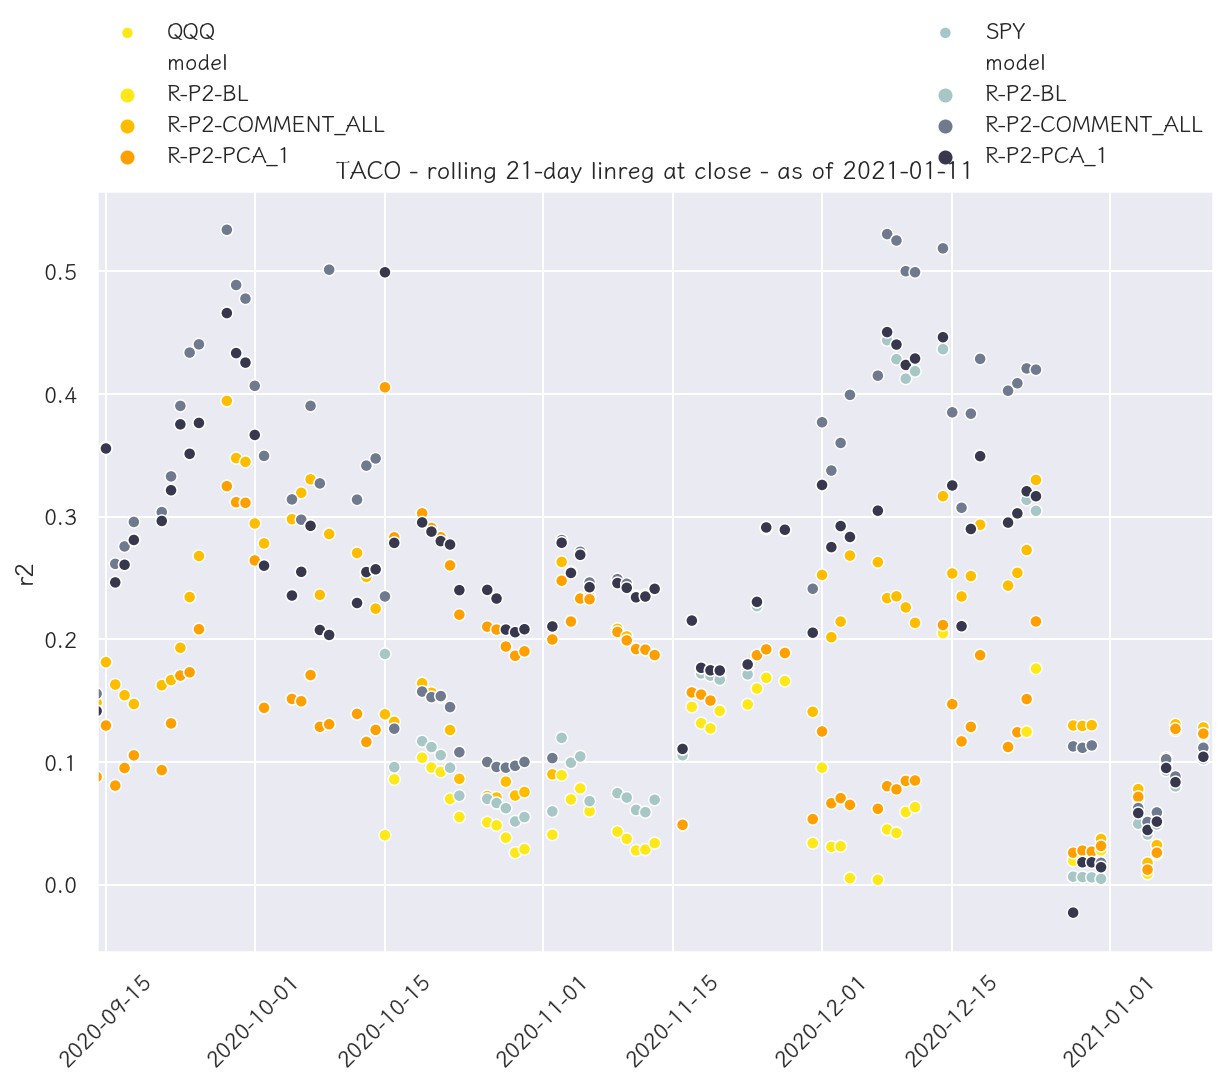 QQQ
model
R-P2-BL
R-P2-COMMENT_ALL
R-P2-PCA_1
SPY
model
R-P2-BL
R-P2-COMMENT_ALL
R-P2-PCA_1
TACO - rolling 21-day linreg at close - as of 2021-01-11
r2
0.5
0.4
0.3
0.2
0.1
0.0
2020-09-15
2020-10-01
2020-10-15
2020-11-01
2020-11-15
2020-12-01
2020-12-15
2021-01-01